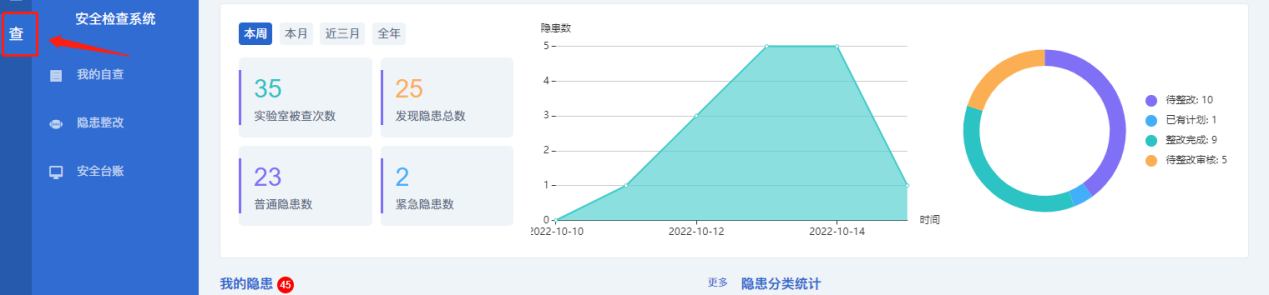 查
安全检查系统
我的自查
隐患整改
安全台账
本周 本月 近三月 全年
35
实验室被查次数
25
发现隐患总数
23
普通隐患数
2
紧急隐患数
隐患数
5
4
3
2
1
0
2022-10-10 2022-10-12 2022-10-14
时间
待整改: 10
已有计划: 1
整改完成: 9
待整改审核: 5
我的隐患 45
更多
隐患分类统计